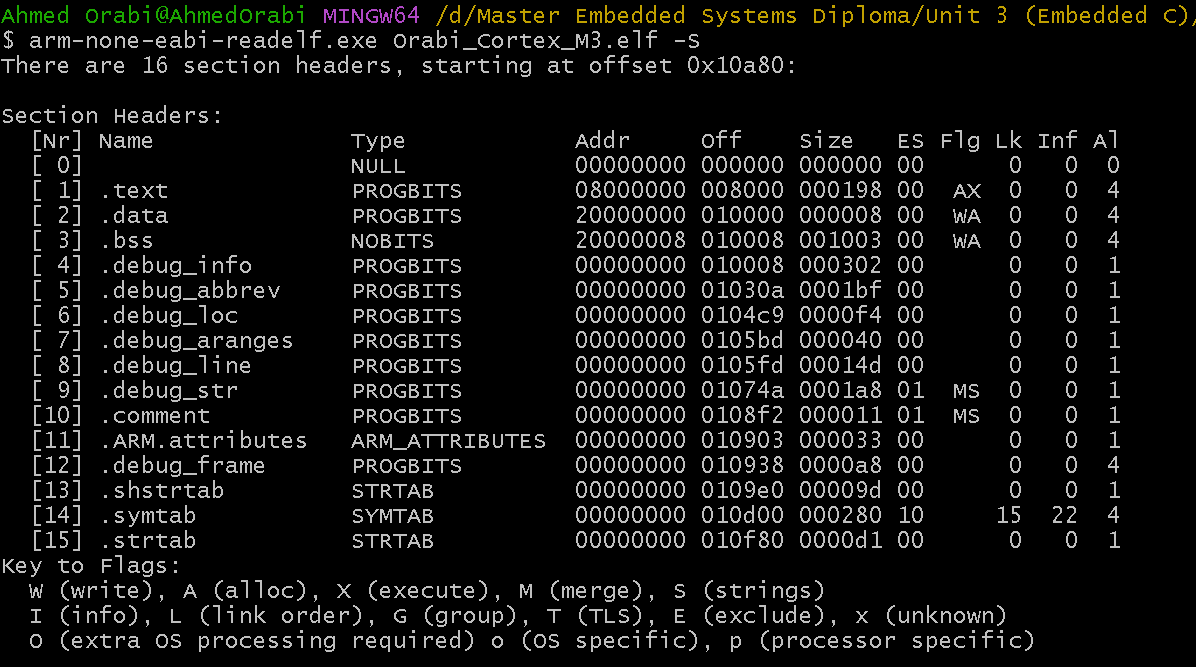 Ahmed Orabi@AhmedOrabi MINGW64 /d/Master Embedded Systems Diploma/Unit 3 (Embedded C)/
$ arm-none-eabi-readelf.exe Orabi_Cortex_M3.elf -S
There are 16 section headers, starting at offset 0x10a80:

Section Headers:
  [Nr] Name              Type            Addr     Off    Size   ES Flg Lk Inf Al
  [ 0]                   NULL            00000000 000000 000000 00      0   0  0
  [ 1] .text             PROGBITS        08000000 008000 000198 00  AX  0   0  4
  [ 2] .data             PROGBITS        20000000 010000 000008 00  WA  0   0  4
  [ 3] .bss              NOBITS          20000008 010008 001003 00  WA  0   0  4
  [ 4] .debug_info       PROGBITS        00000000 010008 000302 00      0   0  1
  [ 5] .debug_abbrev     PROGBITS        00000000 01030a 0001bf 00      0   0  1
  [ 6] .debug_loc        PROGBITS        00000000 0104c9 0000f4 00      0   0  1
  [ 7] .debug_aranges    PROGBITS        00000000 0105bd 000040 00      0   0  1
  [ 8] .debug_line       PROGBITS        00000000 0105fd 00014d 00      0   0  1
  [ 9] .debug_str        PROGBITS        00000000 01074a 0001a8 01  MS  0   0  1
  [10] .comment          PROGBITS        00000000 0108f2 000011 01  MS  0   0  1
  [11] .ARM.attributes   ARM_ATTRIBUTES  00000000 010903 000033 00      0   0  1
  [12] .debug_frame      PROGBITS        00000000 010938 0000a8 00      0   0  4
  [13] .shstrtab         STRTAB          00000000 0109e0 00009d 00      0   0  1
  [14] .symtab           SYMTAB          00000000 010d00 000280 10     15  22  4
  [15] .strtab           STRTAB          00000000 010f80 0000d1 00      0   0  1
Key to Flags:
  W (write), A (alloc), X (execute), M (merge), S (strings)
  I (info), L (link order), G (group), T (TLS), E (exclude), x (unknown)
  O (extra OS processing required) o (OS specific), p (processor specific)